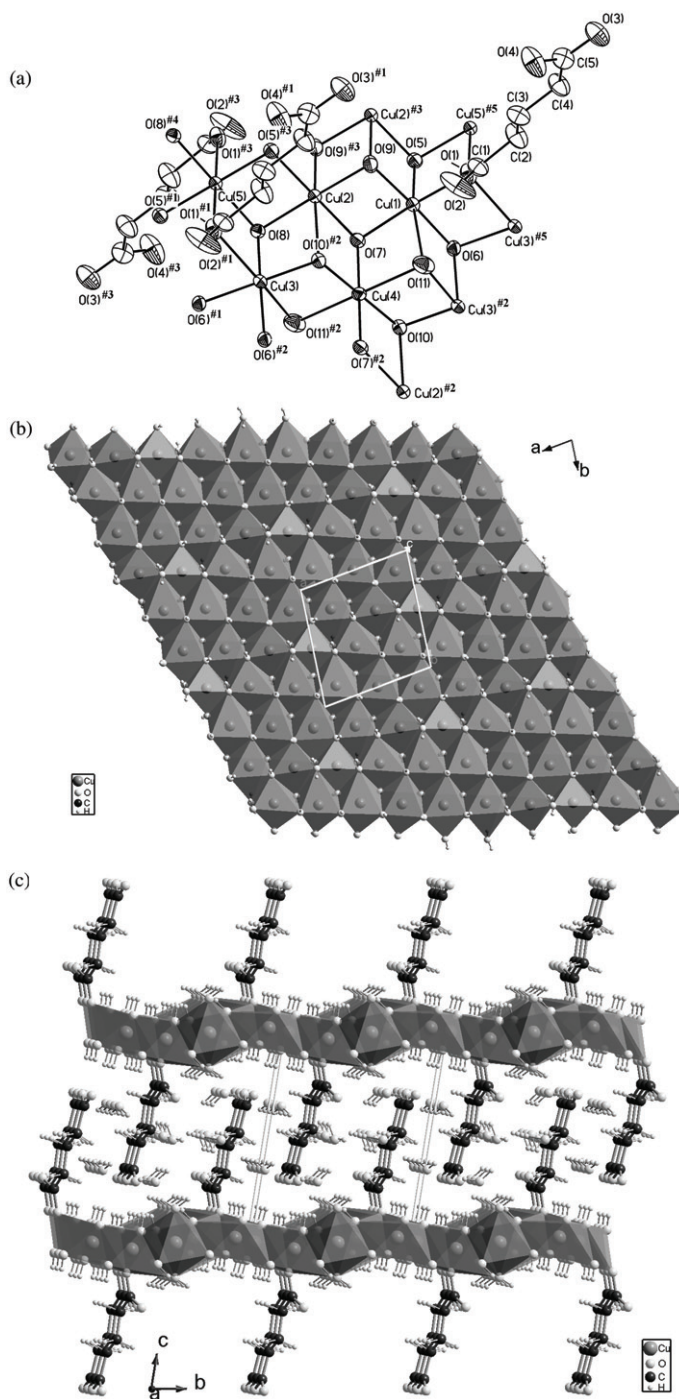 (a)
O(3)
O(4)
C(5)
O(3)#1
O(4)#1
C(4)
O(2)#3
Cu(2)#3
Cu(5)#5
C(3)
O(8)#4
O(5)#3
O(9)#3
O(9)
O(5)
O(1)
C(1)
C(2)
O(1)#3
Cu(5)
Cu(2)
Cu(1)
O(2)
O(5)#1
O(1)#1
O(8)
O(10)#2
O(7)
O(6)
Cu(3)#5
O(2)#1
O(4)#3
O(3)#3
Cu(3)
O(11)
Cu(4)
Cu(3)#2
O(6)#1
O(11)#2
O(10)
O(6)#2
O(7)#2
Cu(2)#2
(b)
a
b
c
Cu
O
C
H
(c)
c
a
b
Cu
O
C
H